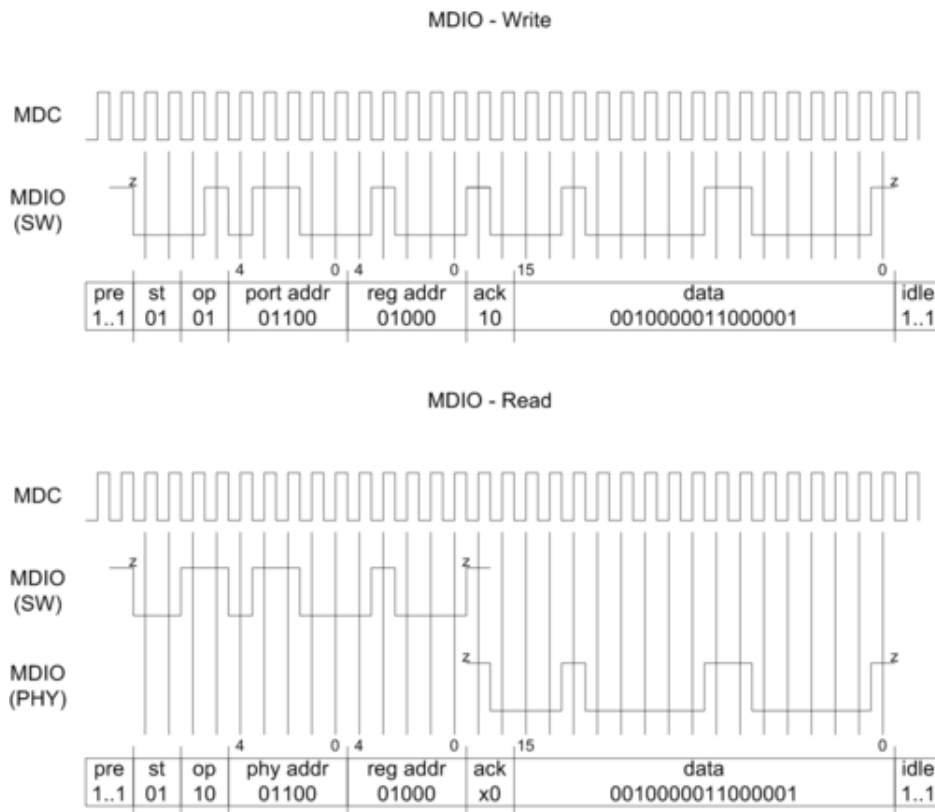 MDIO - Write
MDC
MDIO
(SW)
z z
4 0 4 0 15 0
pre st op port addr reg addr ack data idle
1..1 01 01 01100 01000 10 0010000011000001 1..1
MDIO - Read
MDC
MDIO
(SW)
z z
MDIO
(PHY)
z z
4 0 4 0 15 0
pre st op phy addr reg addr ack data idle
1..1 01 10 01100 01000 x0 0010000011000001 1..1